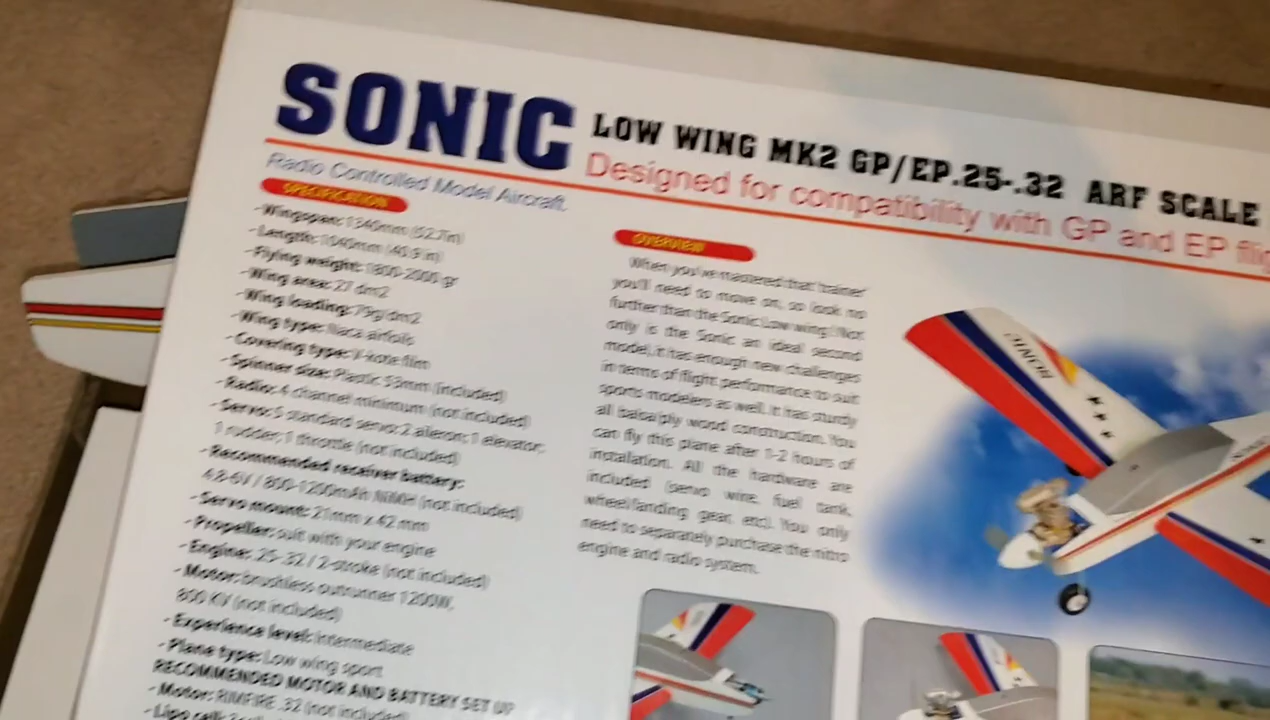 SONIC
LOW WING MK2 GP/EP.25-.32 ARF SCALE
Radio Controlled Model Aircraft.
Designed for compatibility with GP and EP flig
SPECIFICATION
- Wingspan: 1340mm (52.7in)
- Length: 1040mm (40.9 in)
- Flying weight: 1800-2000 gr
- Wing area: 27 dm2
- Wing loading: 79g/dm2
- Wing type: Naca airfoils
- Covering type: V-kote film
- Spinner size: Plastic 55mm (included)
- Radio: 4 channel minimum (not included)
- Servo: 5 standard servo: 2 aileron; 1 elevator;
1 rudder; 1 throttle (not included)
- Recommended receiver battery:
4.8-6V / 800-1200mAh NiMH (not included)
- Servo mount: 21mm x 42 mm
- Propeller: suit with your engine
- Engine: .25-.32 / 2-stroke (not included)
- Motor: brushless outrunner 1200W,
800 KV (not included)
- Experience level: Intermediate
- Plane type: Low wing sport
RECOMMENDED MOTOR AND BATTERY SET UP
- Motor: RIMFIRE .32 (not included)
- Lipo cell:
OVERVIEW
When you've mastered that trainer
you'll need to move on, so look no
further than the Sonic Low wing! Not
only is the Sonic an ideal second
model, it has enough new challenges
in terms of flight performance to suit
sports modelers as well. It has sturdy
all balsa/ply wood construction. You
can fly this plane after 1-2 hours of
installation. All the hardware are
included (servo wire, fuel tank,
wheel/landing gear, etc). You only
need to separately purchase the nitro
engine and radio system.
SONIC